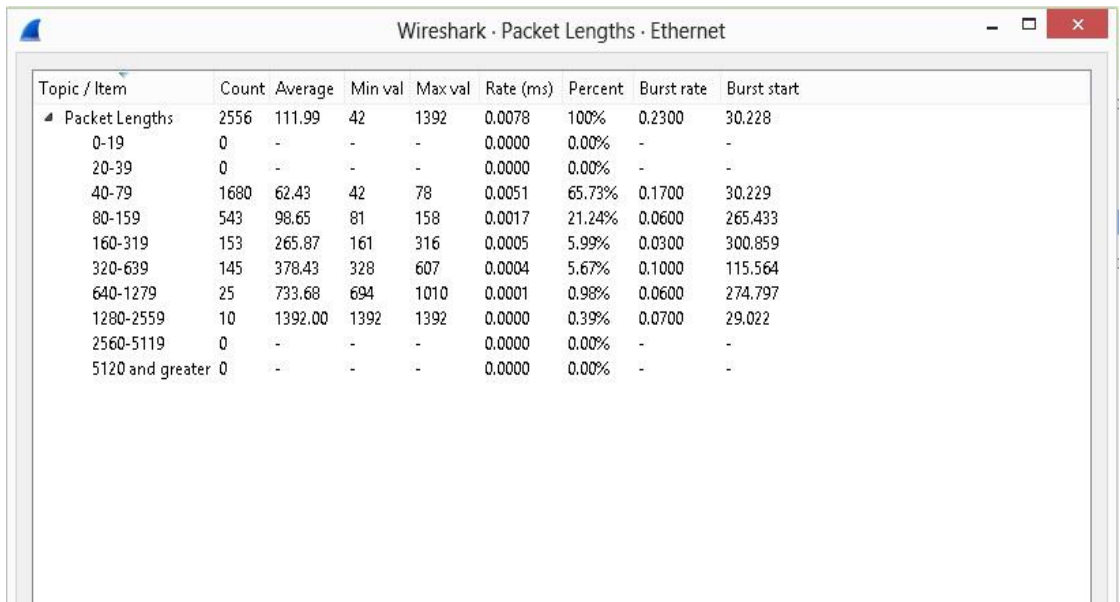 Wireshark · Packet Lengths · Ethernet
Topic / Item Count Average Min val Max val Rate (ms) Percent Burst rate Burst start
Packet Lengths 2556 111.99 42 1392 0.0078 100% 0.2300 30.228
0-19 0 - - - 0.0000 0.00% - -
20-39 0 - - - 0.0000 0.00% - -
40-79 1680 62.43 42 78 0.0051 65.73% 0.1700 30.229
80-159 543 98.65 81 158 0.0017 21.24% 0.0600 265.433
160-319 153 265.87 161 316 0.0005 5.99% 0.0300 300.859
320-639 145 378.43 328 607 0.0004 5.67% 0.1000 115.564
640-1279 25 733.68 694 1010 0.0001 0.98% 0.0600 274.797
1280-2559 10 1392.00 1392 1392 0.0000 0.39% 0.0700 29.022
2560-5119 0 - - - 0.0000 0.00% - -
5120 and greater 0 - - - 0.0000 0.00% - -